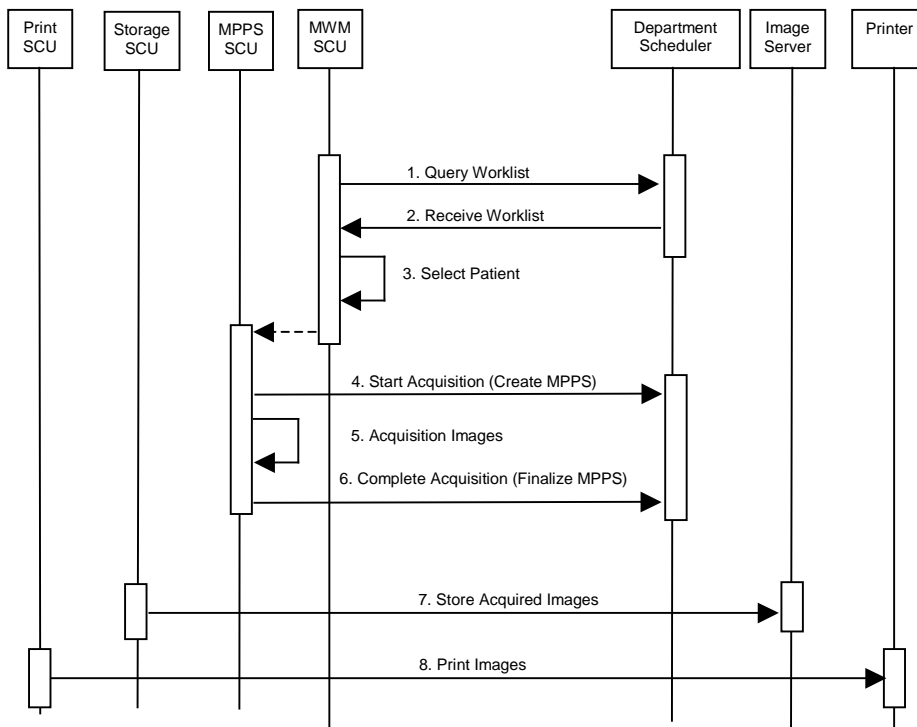 Print
SCU
Storage
SCU
MPPS
SCU
MWM
SCU
Department
Scheduler
Image
Server
Printer
1. Query Worklist
2. Receive Worklist
3. Select Patient
4. Start Acquisition (Create MPPS)
5. Acquisition Images
6. Complete Acquisition (Finalize MPPS)
7. Store Acquired Images
8. Print Images